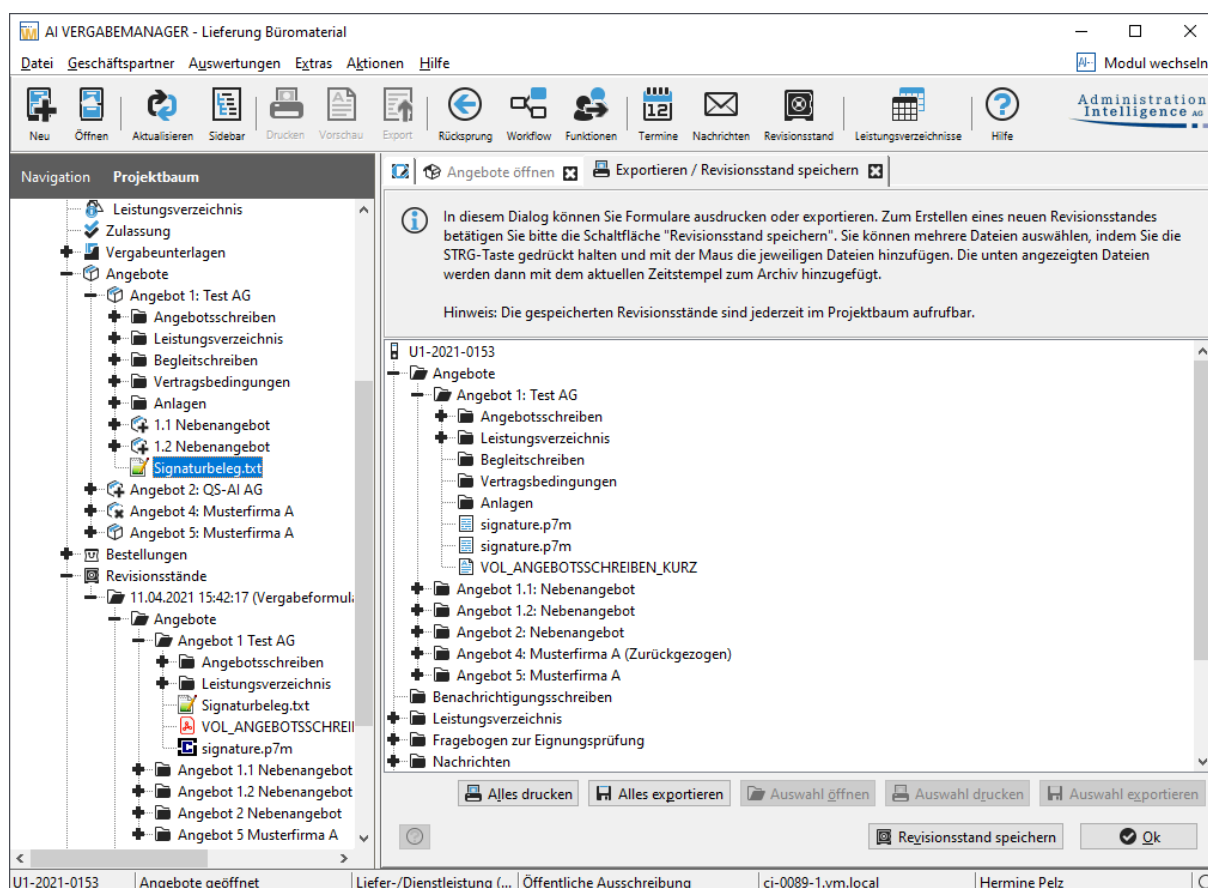 AI VERGABEMANAGER - Lieferung Büromaterial
Datei Geschäftspartner Auswertungen Extras Aktionen Hilfe
AI-- Modul wechseln
Neu Öffnen Aktualisieren Sidebar Drucken Vorschau Export Rücksprung Workflow Funktionen Termine Nachrichten Revisionsstand Leistungsverzeichnisse Hilfe
12
Administration
Intelligence AG
Navigation Projektbaum
Leistungsverzeichnis
Zulassung
Vergabeunterlagen
Angebote
Angebot 1: Test AG
Angebotsschreiben
Leistungsverzeichnis
Begleitschreiben
Vertragsbedingungen
Anlagen
1.1 Nebenangebot
1.2 Nebenangebot
Signaturbeleg.txt
Angebot 2: QS-AI AG
Angebot 4: Musterfirma A
Angebot 5: Musterfirma A
Bestellungen
Revisionsstände
11.04.2021 15:42:17 (Vergabeformul
Angebote
Angebot 1 Test AG
Angebotsschreiben
Leistungsverzeichnis
Signaturbeleg.txt
VOL_ANGEBOTSSCHREI
signature.p7m
Angebot 1.1 Nebenangebot
Angebot 1.2 Nebenangebot
Angebot 2 Nebenangebot
Angebot 5 Musterfirma A
Angebote öffnen Exportieren / Revisionsstand speichern
In diesem Dialog können Sie Formulare ausdrucken oder exportieren. Zum Erstellen eines neuen Revisionsstandes
betätigen Sie bitte die Schaltfläche "Revisionsstand speichern". Sie können mehrere Dateien auswählen, indem Sie die
STRG-Taste gedrückt halten und mit der Maus die jeweiligen Dateien hinzufügen. Die unten angezeigten Dateien
werden dann mit dem aktuellen Zeitstempel zum Archiv hinzugefügt.
Hinweis: Die gespeicherten Revisionsstände sind jederzeit im Projektbaum aufrufbar.
U1-2021-0153
Angebote
Angebot 1: Test AG
Angebotsschreiben
Leistungsverzeichnis
Begleitschreiben
Vertragsbedingungen
Anlagen
signature.p7m
signature.p7m
VOL_ANGEBOTSSCHREIBEN_KURZ
Angebot 1.1: Nebenangebot
Angebot 1.2: Nebenangebot
Angebot 2: Nebenangebot
Angebot 4: Musterfirma A (Zurückgezogen)
Angebot 5: Musterfirma A
Benachrichtigungsschreiben
Leistungsverzeichnis
Fragebogen zur Eignungsprüfung
Nachrichten
Alles drucken Alles exportieren Auswahl öffnen Auswahl drucken Auswahl exportieren
Revisionsstand speichern Ok
U1-2021-0153 Angebote geöffnet Liefer-/Dienstleistung (... Öffentliche Ausschreibung ci-0089-1.vm.local Hermine Pelz